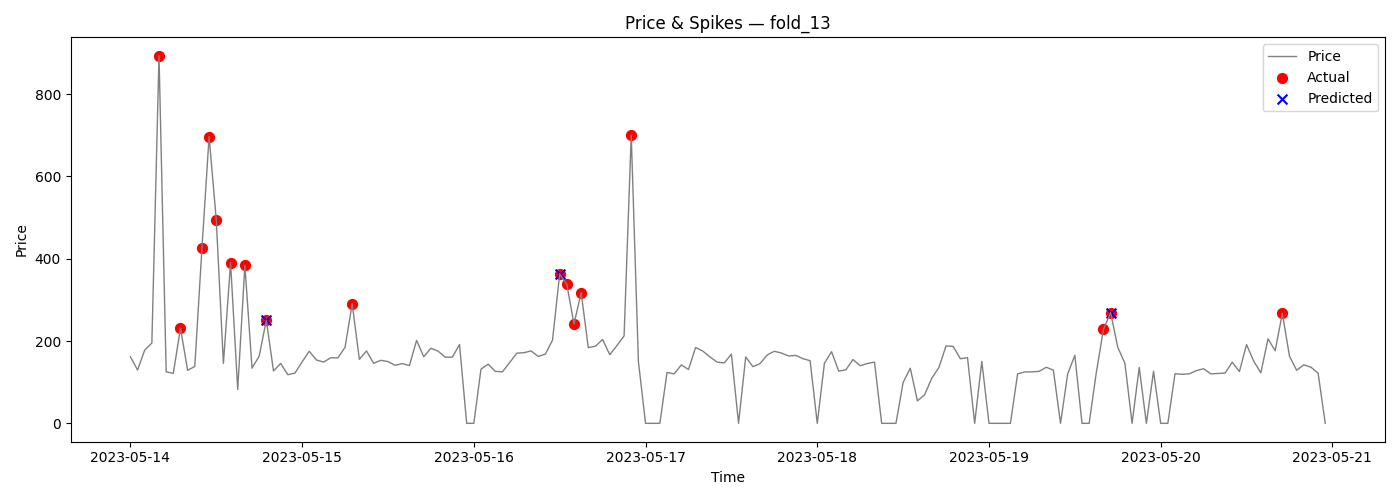 Price & Spikes — fold_13
Price
Actual
Predicted
800
600
400
200
0
Price
2023-05-14
2023-05-15
2023-05-16
2023-05-17
2023-05-18
2023-05-19
2023-05-20
2023-05-21
Time